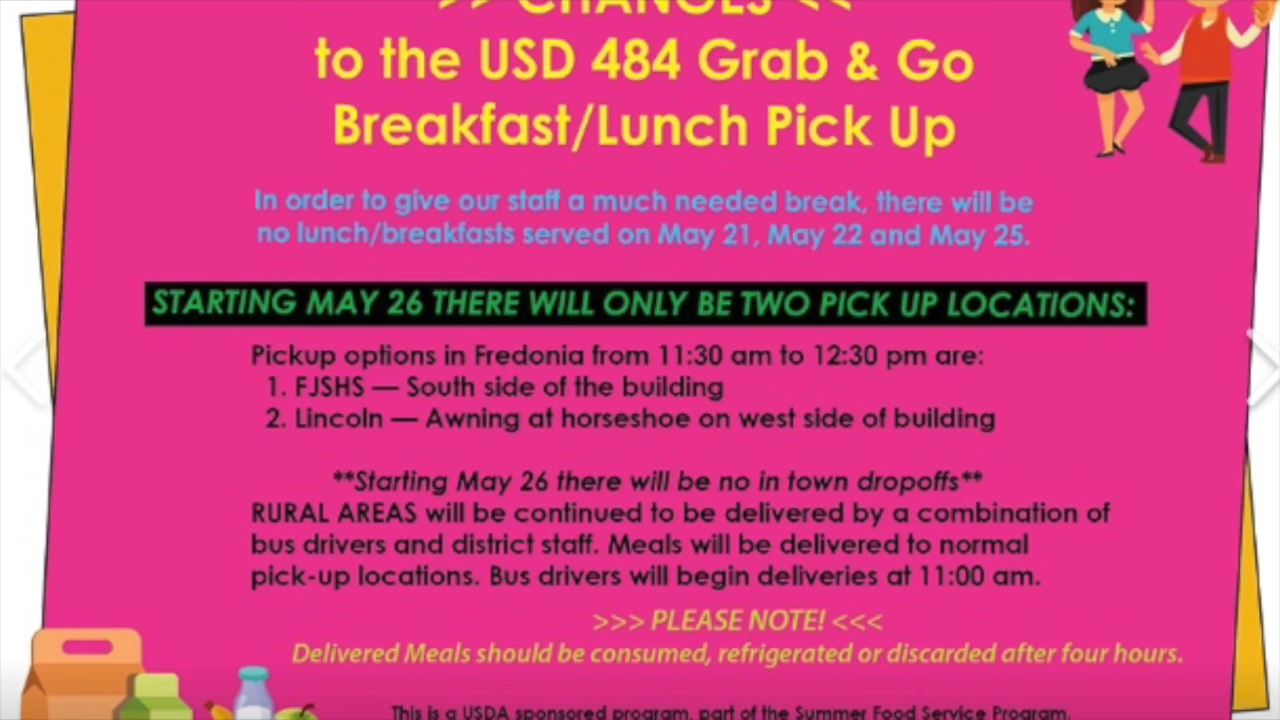 >> CHANGES <<
to the USD 484 Grab & Go
Breakfast/Lunch Pick Up
In order to give our staff a much needed break, there will be
no lunch/breakfasts served on May 21, May 22 and May 25.
STARTING MAY 26 THERE WILL ONLY BE TWO PICK UP LOCATIONS:
Pickup options in Fredonia from 11:30 am to 12:30 pm are:
1. FJSHS — South side of the building
2. Lincoln — Awning at horseshoe on west side of building
**Starting May 26 there will be no in town dropoffs**
RURAL AREAS will be continued to be delivered by a combination of
bus drivers and district staff. Meals will be delivered to normal
pick-up locations. Bus drivers will begin deliveries at 11:00 am.
>>> PLEASE NOTE! <<<
Delivered Meals should be consumed, refrigerated or discarded after four hours.
This is a USDA sponsored program, part of the Summer Food Service Program.